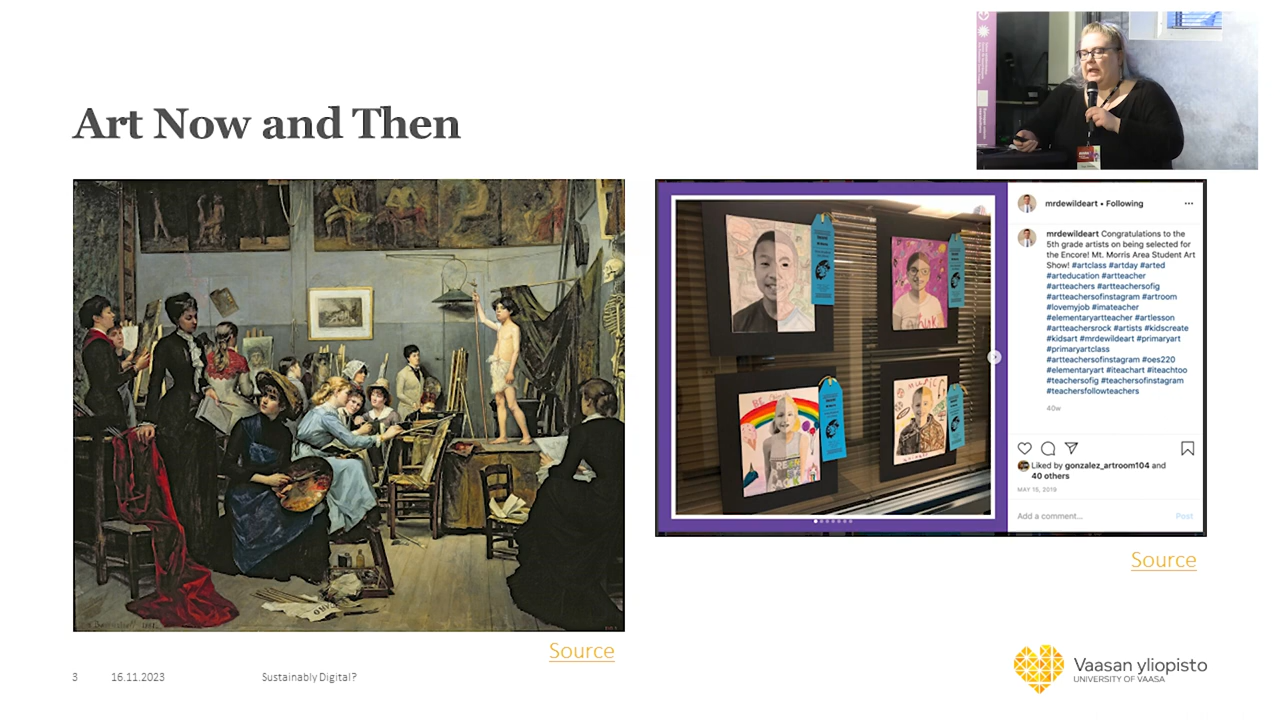 Art Now and Then
mrdewildeart • Following
mrdewildeart Congratulations to the
5th grade artists on being selected for
the Encore! Mt. Morris Area Student Art
Show! #artclass #artday #arted
#arteducation #artteacher
#artteachers #artteachersofig
#artteachersofinstagram #artroom
#lovemyjob #imateacher
#elementaryartteacher #artlesson
#artteachersrock #artists #kidscreate
#kidsart #mrdewildeart #primaryart
#primaryartclass
#artteachersofinstagram #oes220
#elementaryart #iteachart #iteachtoo
#teachersofig #teachersofinstagram
#teachersfollowteachers
40w
Liked by gonzalez_artroom104 and
40 others
MAY 15, 2019
Add a comment...
Post
Source
Source
3
16.11.2023
Sustainably Digital?
Vaasan yliopisto
UNIVERSITY OF VAASA